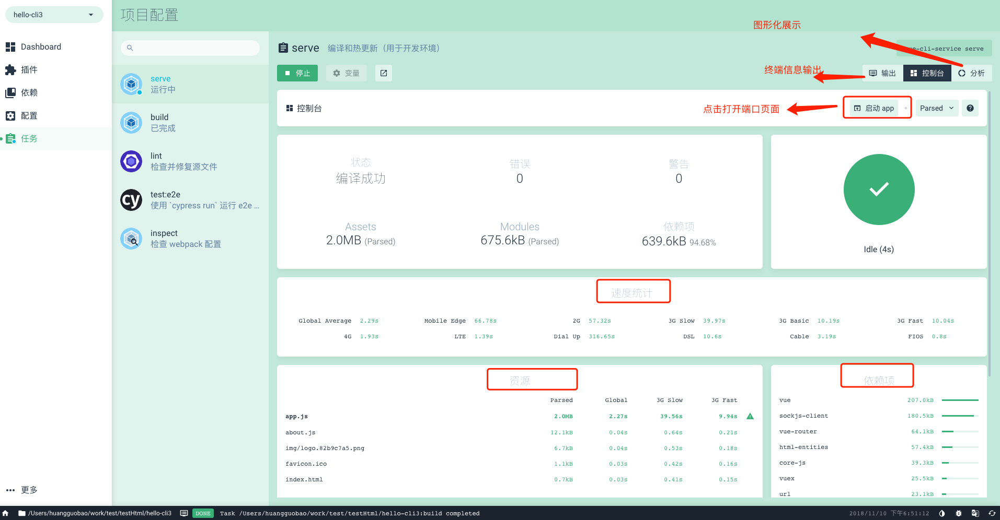 hello-cli3
项目配置
Dashboard
插件
依赖
配置
任务
更多
serve
运行中
build
已完成
lint
检查并修复源文件
test:e2e
使用 `cypress run` 运行 e2e ...
inspect
检查 webpack 配置
cy
serve 编译和热更新（用于开发环境）
图形化展示
-cli-service serve
停止 变量
终端信息输出
输出 控制台 分析
控制台
点击打开端口页面
启动 app Parsed
状态 错误 警告
编译成功 0 0
Assets Modules 依赖项
2.0MB (Parsed) 675.6kB (Parsed) 639.6kB 94.68%
Idle (4s)
速度统计
Global Average 2.29s Mobile Edge 66.78s 2G 57.32s 3G Slow 39.97s 3G Basic 10.19s 3G Fast 10.04s
4G 1.93s LTE 1.39s Dial Up 316.65s DSL 10.6s Cable 3.19s FIOS 0.8s
资源
Parsed Global 3G Slow 3G Fast
app.js 2.0MB 2.27s 39.56s 9.94s
about.js 12.1kB 0.04s 0.64s 0.21s
img/logo.82b9c7a5.png 6.7kB 0.04s 0.53s 0.18s
favicon.ico 1.1kB 0.03s 0.42s 0.16s
index.html 0.7kB 0.03s 0.41s 0.15s
依赖项
vue 207.0kB
sockjs-client 180.5kB
vue-router 64.1kB
html-entities 57.4kB
core-js 39.3kB
vuex 25.5kB
url 23.1kB
/Users/huangguobao/work/test/testHtml/hello-cli3 DONE Task /Users/huangguobao/work/test/testHtml/hello-cli3:build completed 2018/11/10 下午6:51:12